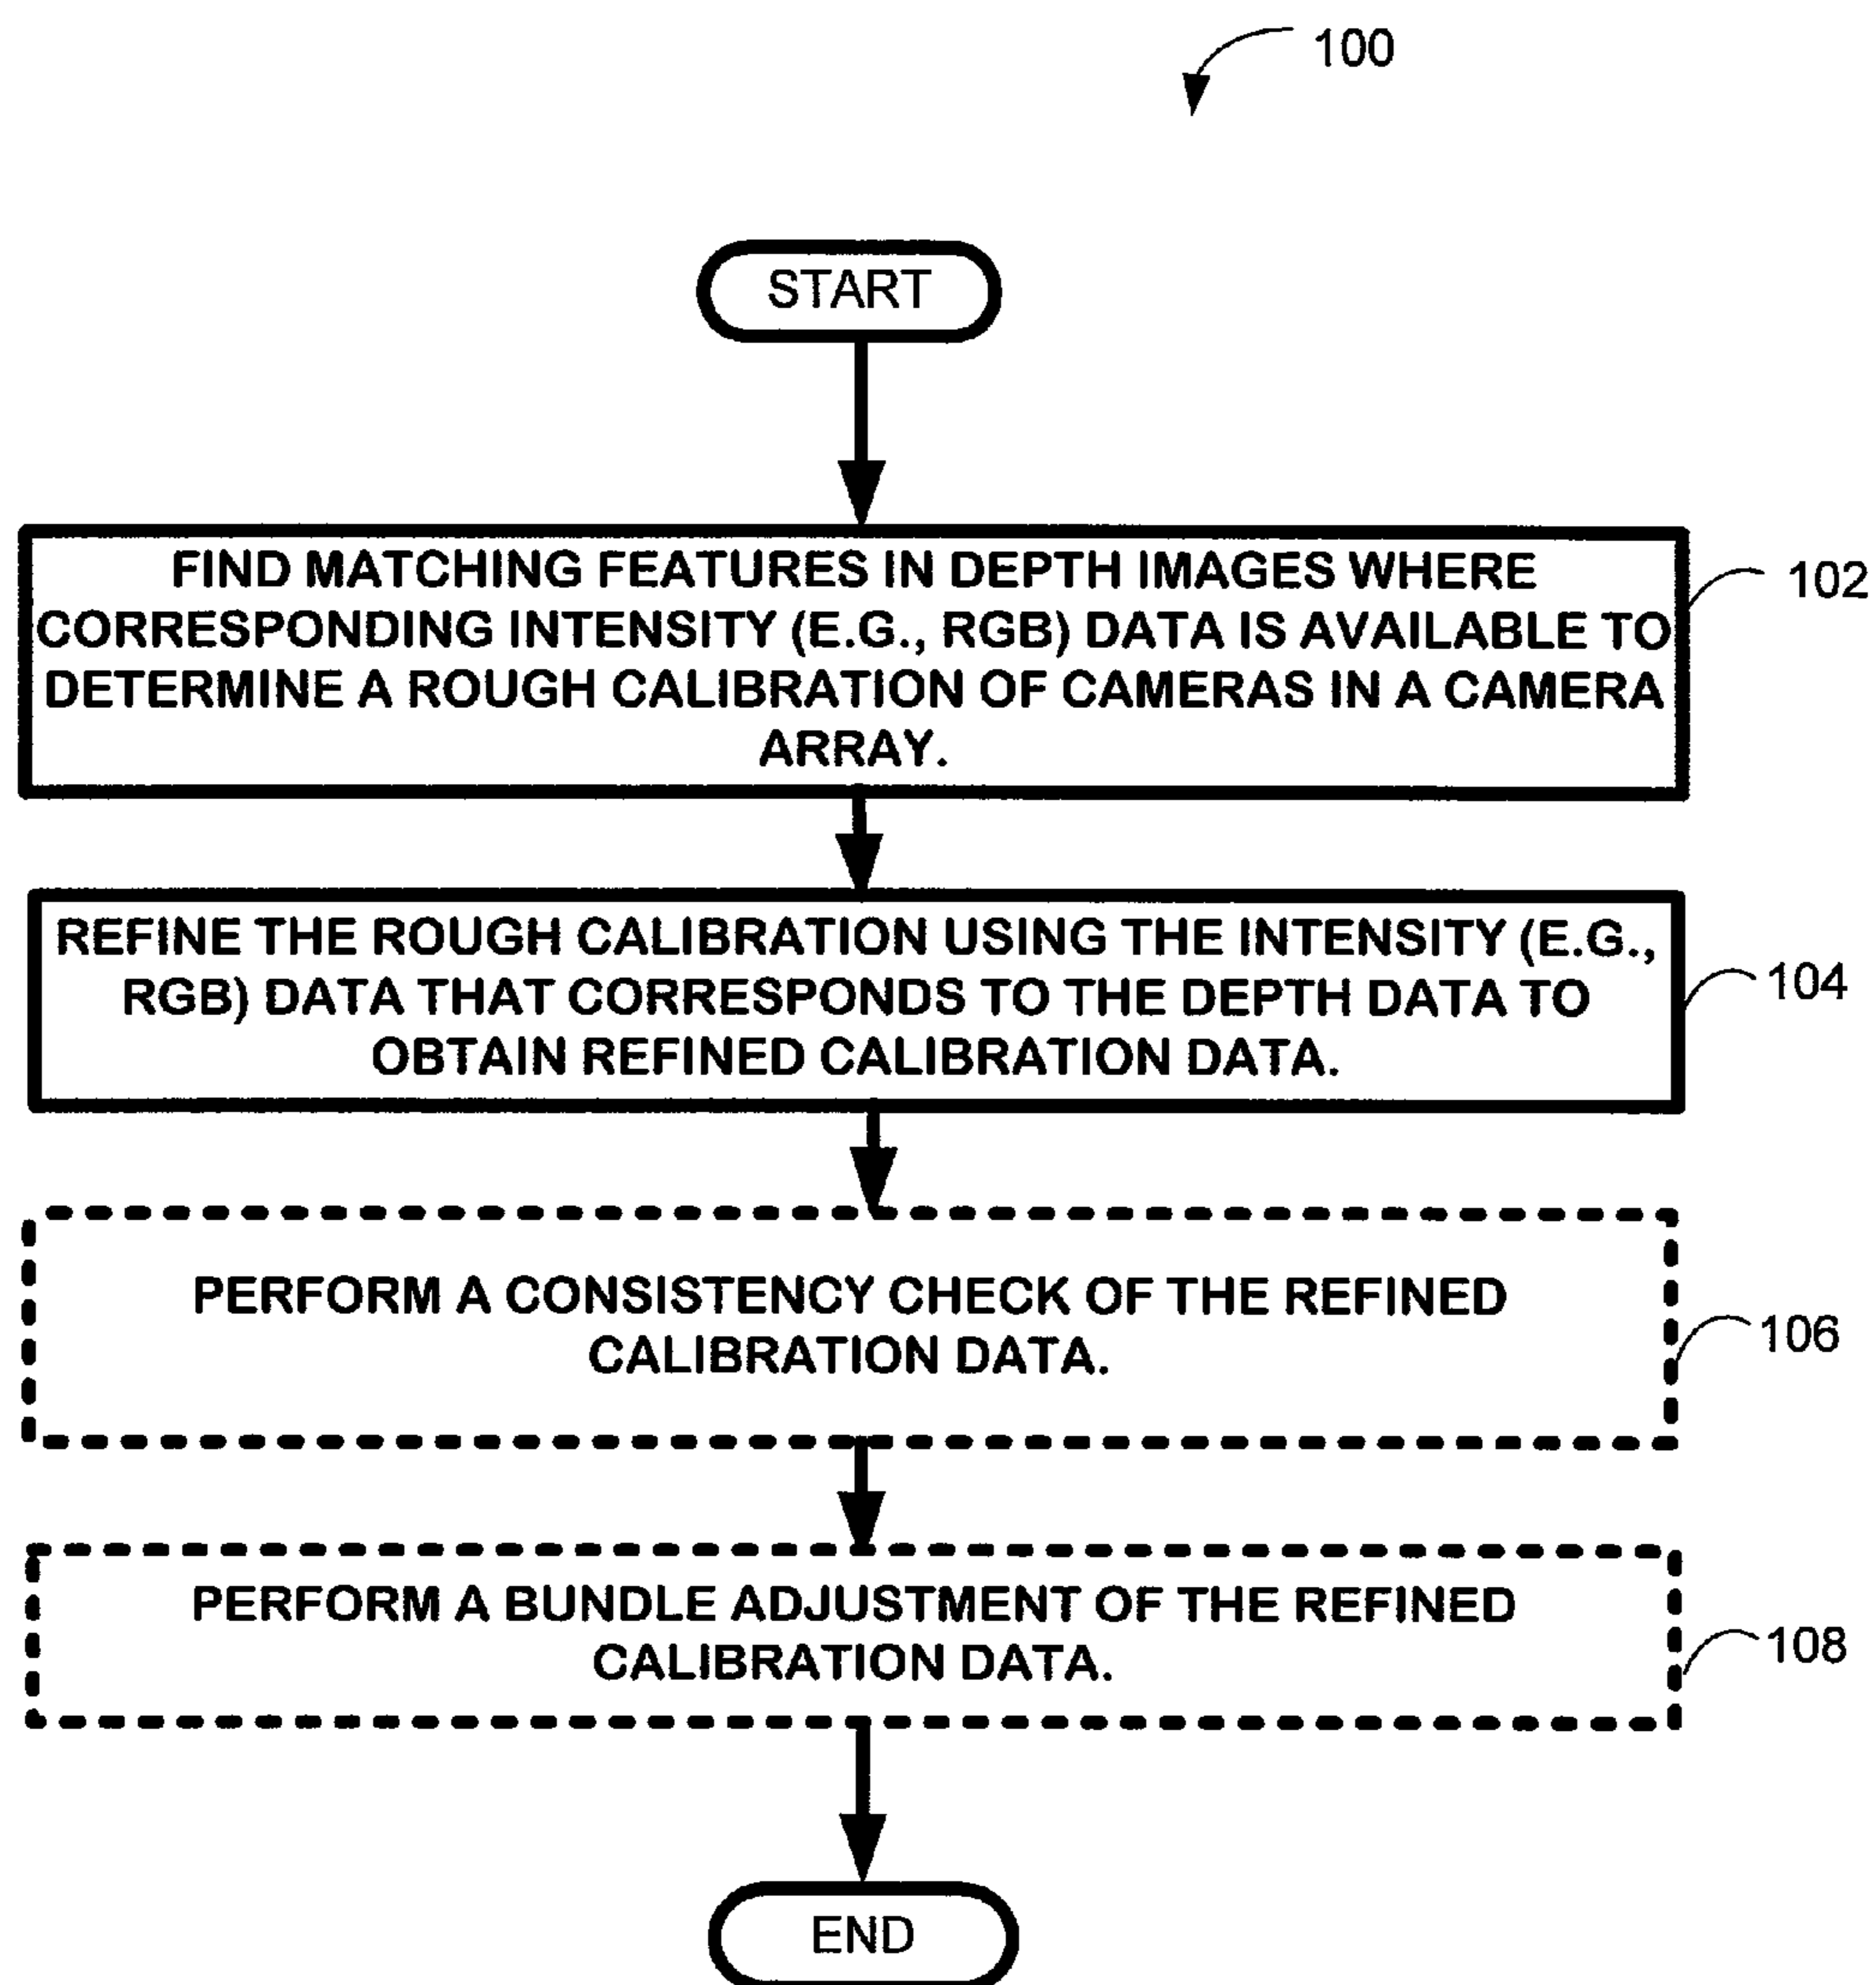 100
START
FIND MATCHING FEATURES IN DEPTH IMAGES WHERE
CORRESPONDING INTENSITY (E.G., RGB) DATA IS AVAILABLE TO
DETERMINE A ROUGH CALIBRATION OF CAMERAS IN A CAMERA
ARRAY.
102
REFINE THE ROUGH CALIBRATION USING THE INTENSITY (E.G.,
RGB) DATA THAT CORRESPONDS TO THE DEPTH DATA TO
OBTAIN REFINED CALIBRATION DATA.
104
PERFORM A CONSISTENCY CHECK OF THE REFINED
CALIBRATION DATA.
106
PERFORM A BUNDLE ADJUSTMENT OF THE REFINED
CALIBRATION DATA.
108
END